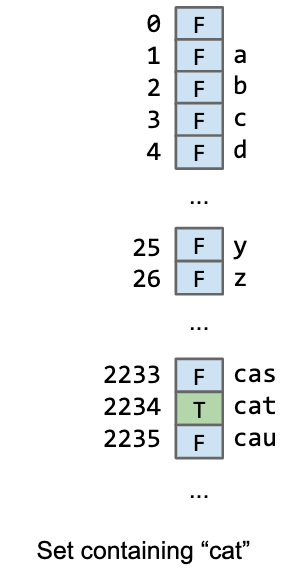 0 F
1 F a
2 F b
3 F c
4 F d
...
25 F y
26 F z
...
2233 F cas
2234 T cat
2235 F cau
...
Set containing “cat”